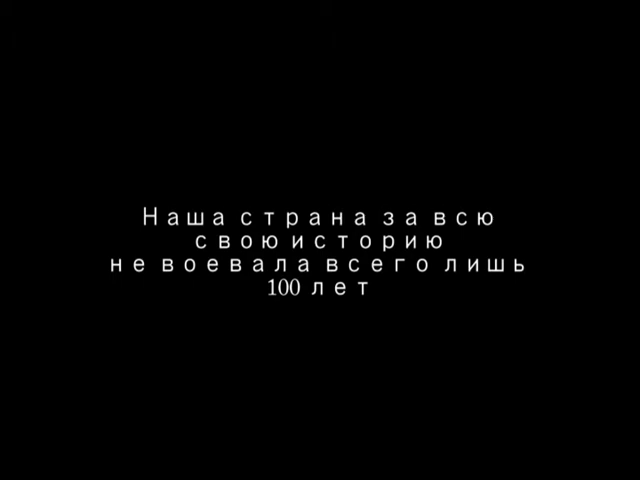 Наша страна за всю
свою историю
не воевала всего лишь
100 лет